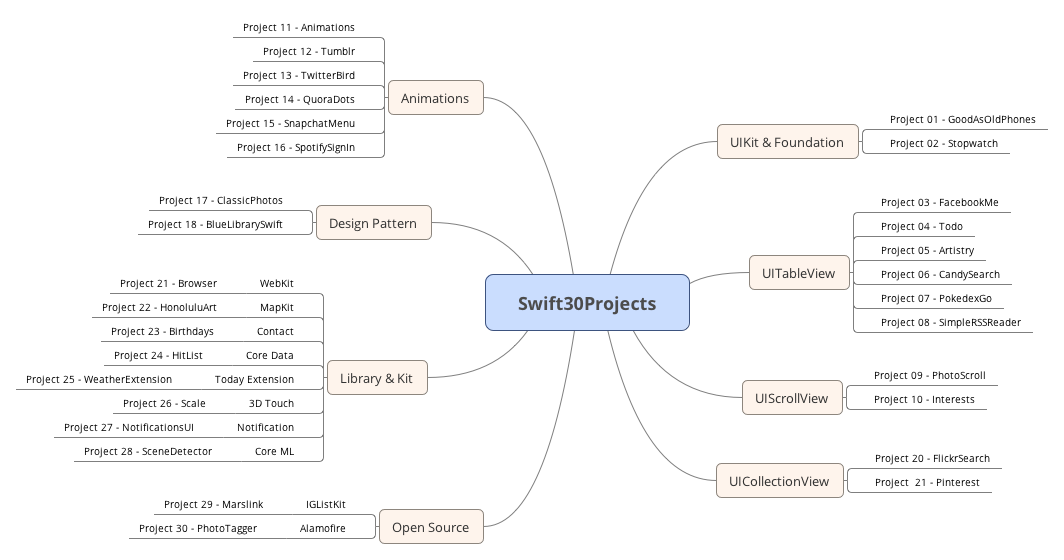 Swift30Projects
UIKit & Foundation
Project 01 - GoodAsOldPhones
Project 02 - Stopwatch
UITableView
Project 03 - FacebookMe
Project 04 - Todo
Project 05 - Artistry
Project 06 - CandySearch
Project 07 - PokedexGo
Project 08 - SimpleRSSReader
UIScrollView
Project 09 - PhotoScroll
Project 10 - Interests
UICollectionView
Project 20 - FlickrSearch
Project  21 - Pinterest
Animations
Project 11 - Animations
Project 12 - Tumblr
Project 13 - TwitterBird
Project 14 - QuoraDots
Project 15 - SnapchatMenu
Project 16 - SpotifySignIn
Design Pattern
Project 17 - ClassicPhotos
Project 18 - BlueLibrarySwift
Library & Kit
Project 21 - Browser WebKit
Project 22 - HonoluluArt MapKit
Project 23 - Birthdays Contact
Project 24 - HitList Core Data
Project 25 - WeatherExtension Today Extension
Project 26 - Scale 3D Touch
Project 27 - NotificationsUI Notification
Project 28 - SceneDetector Core ML
Open Source
Project 29 - Marslink IGListKit
Project 30 - PhotoTagger Alamofire